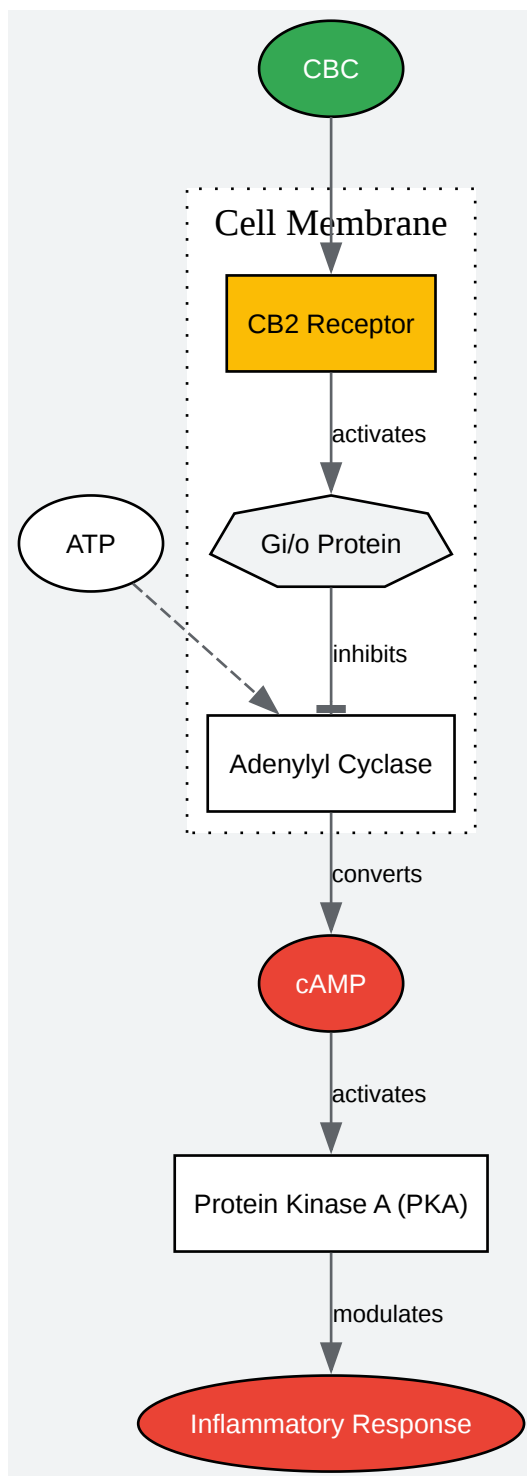 CBC
Cell Membrane
CB2 Receptor
activates
ATP
Gi/o Protein
inhibits
Adenylyl Cyclase
converts
cAMP
activates
Protein Kinase A (PKA)
modulates
Inflammatory Response